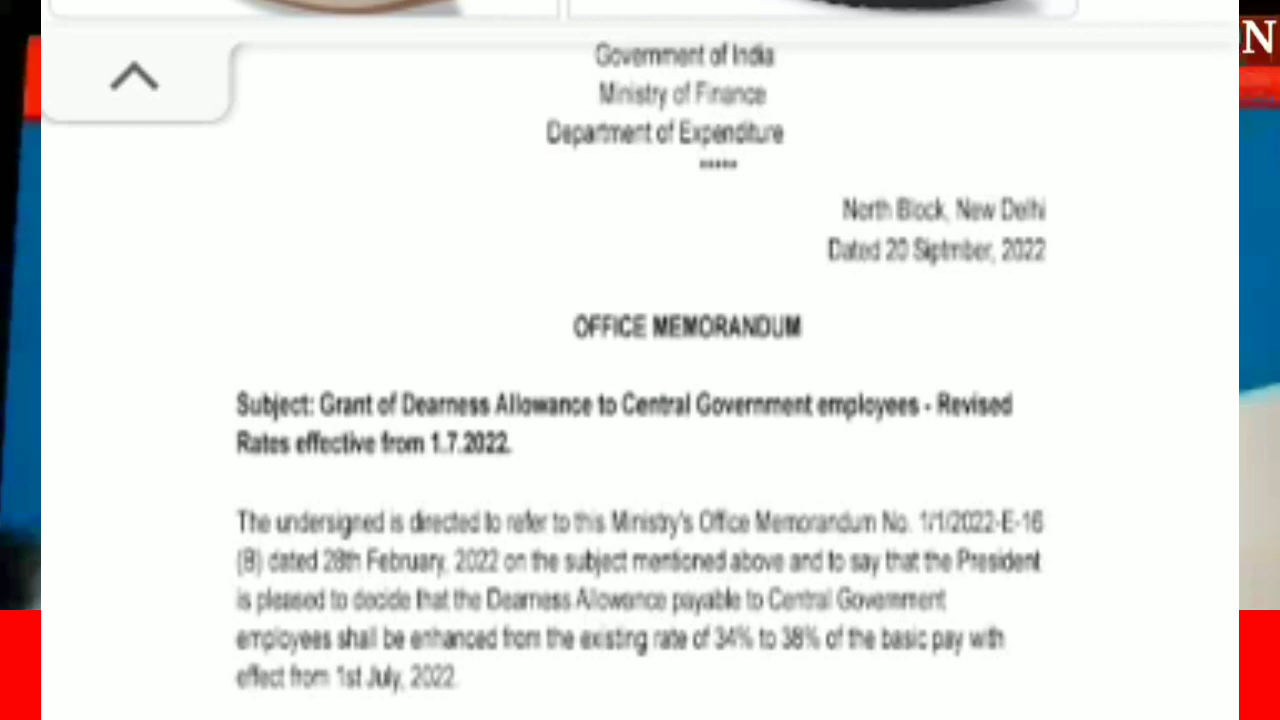 N
Government of India
Ministry of Finance
Department of Expenditure
*****
North Block, New Delhi
Dated 20 Siptmber, 2022
OFFICE MEMORANDUM
Subject: Grant of Dearness Allowance to Central Government employees - Revised
Rates effective from 1.7.2022.
The undersigned is directed to refer to this Ministry's Office Memorandum No. 1/1/2022-E-16
(B) dated 28th February, 2022 on the subject mentioned above and to say that the President
is pleased to decide that the Dearness Allowance payable to Central Government
employees shall be enhanced from the existing rate of 34% to 38% of the basic pay with
effect from 1st July, 2022.